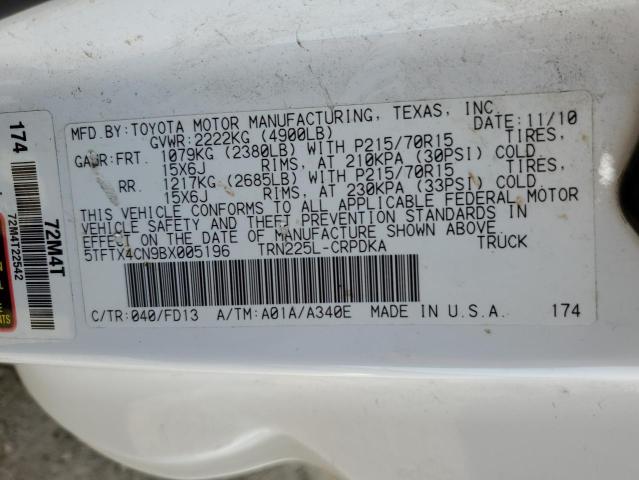 MFD.BY:TOYOTA MOTOR MANUFACTURING, TEXAS, INC DATE:11/10
GVWR:2222KG (4900LB)
GAWR:FRT. 1079KG (2380LB) WITH P215/70R15 TIRES,
15X6J RIMS, AT 210KPA (30PSI) COLD
RR. 1217KG (2685LB) WITH P215/70R15 TIRES,
15X6J RIMS, AT 230KPA (33PSI) COLD
THIS VEHICLE CONFORMS TO ALL APPLICABLE FEDERAL MOTOR
VEHICLE SAFETY AND THEFT PREVENTION STANDARDS IN
EFFECT ON THE DATE OF MANUFACTURE SHOWN ABOVE.
5TFTX4CN9BX005196 TRN225L-CRPDKA TRUCK
C/TR:040/FD13 A/TM:A01A/A340E MADE IN U.S.A. 174
174
72M4T
72M4T22542